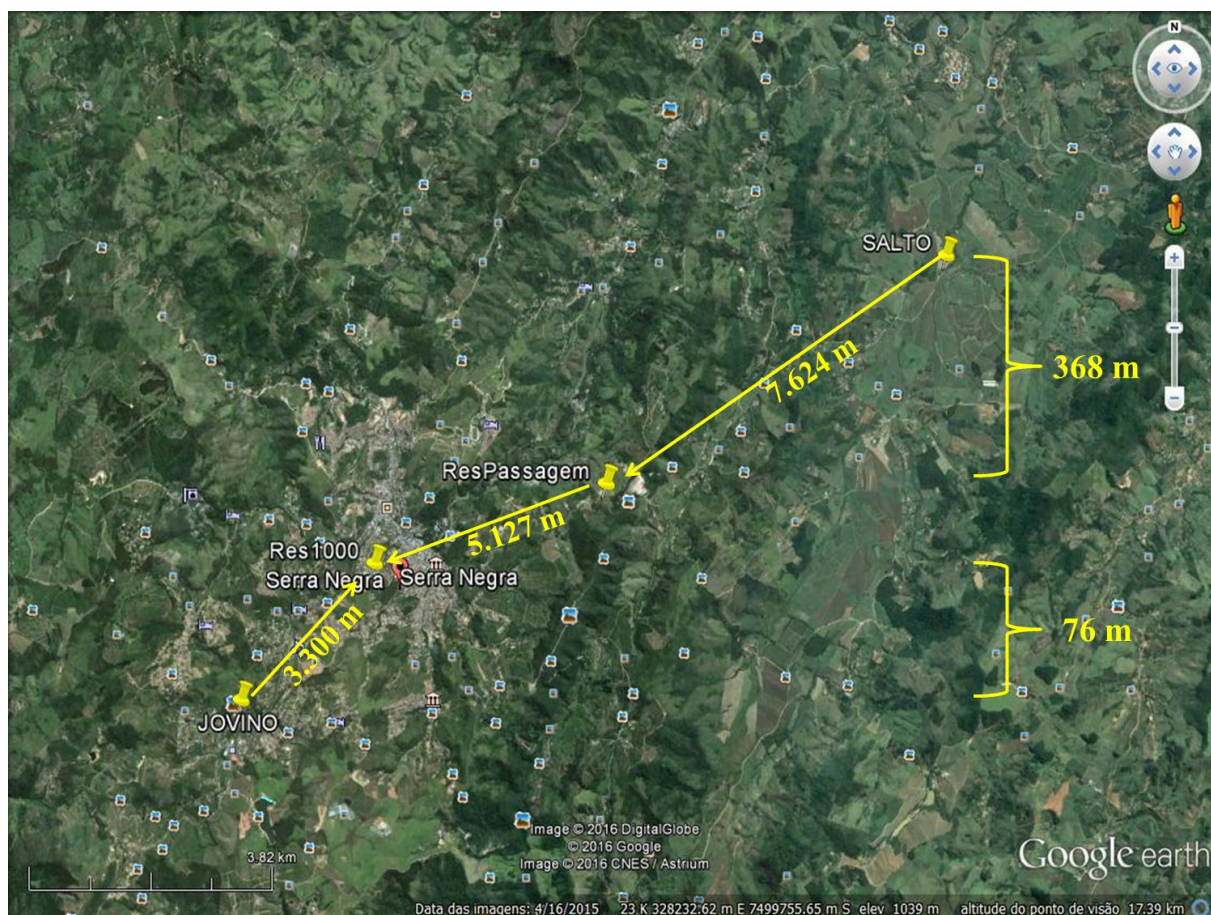 N
SALTO
7.624 m
368 m
ResPassagem
5.127 m
Res1000
Serra Negra
Serra Negra
3.300 m
76 m
JOVINO
Image © 2016 DigitalGlobe
© 2016 Google
Image © 2016 CNES / Astrium
3,82 km
Google earth
Data das imagens: 4/16/2015 23 K 328232.62 m E 7499755.65 m S elev 1039 m altitude do ponto de visão 17.39 km